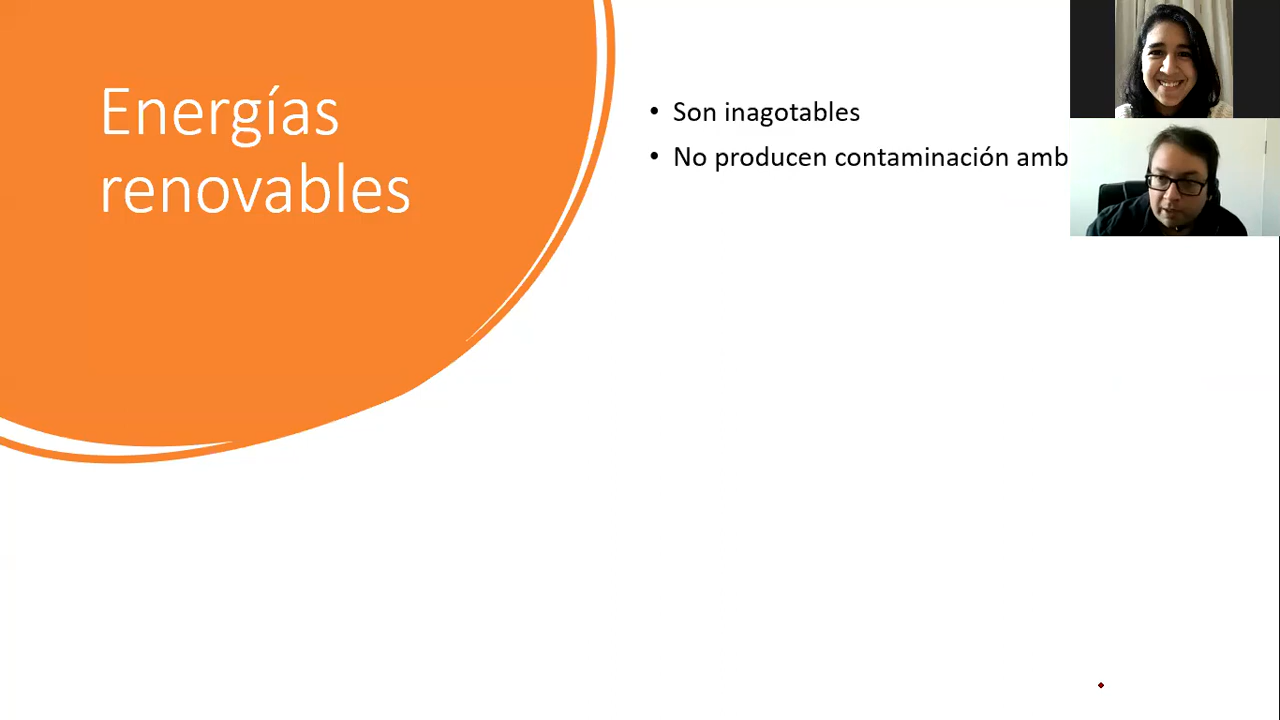 Energías
renovables
• Son inagotables
• No producen contaminación amb